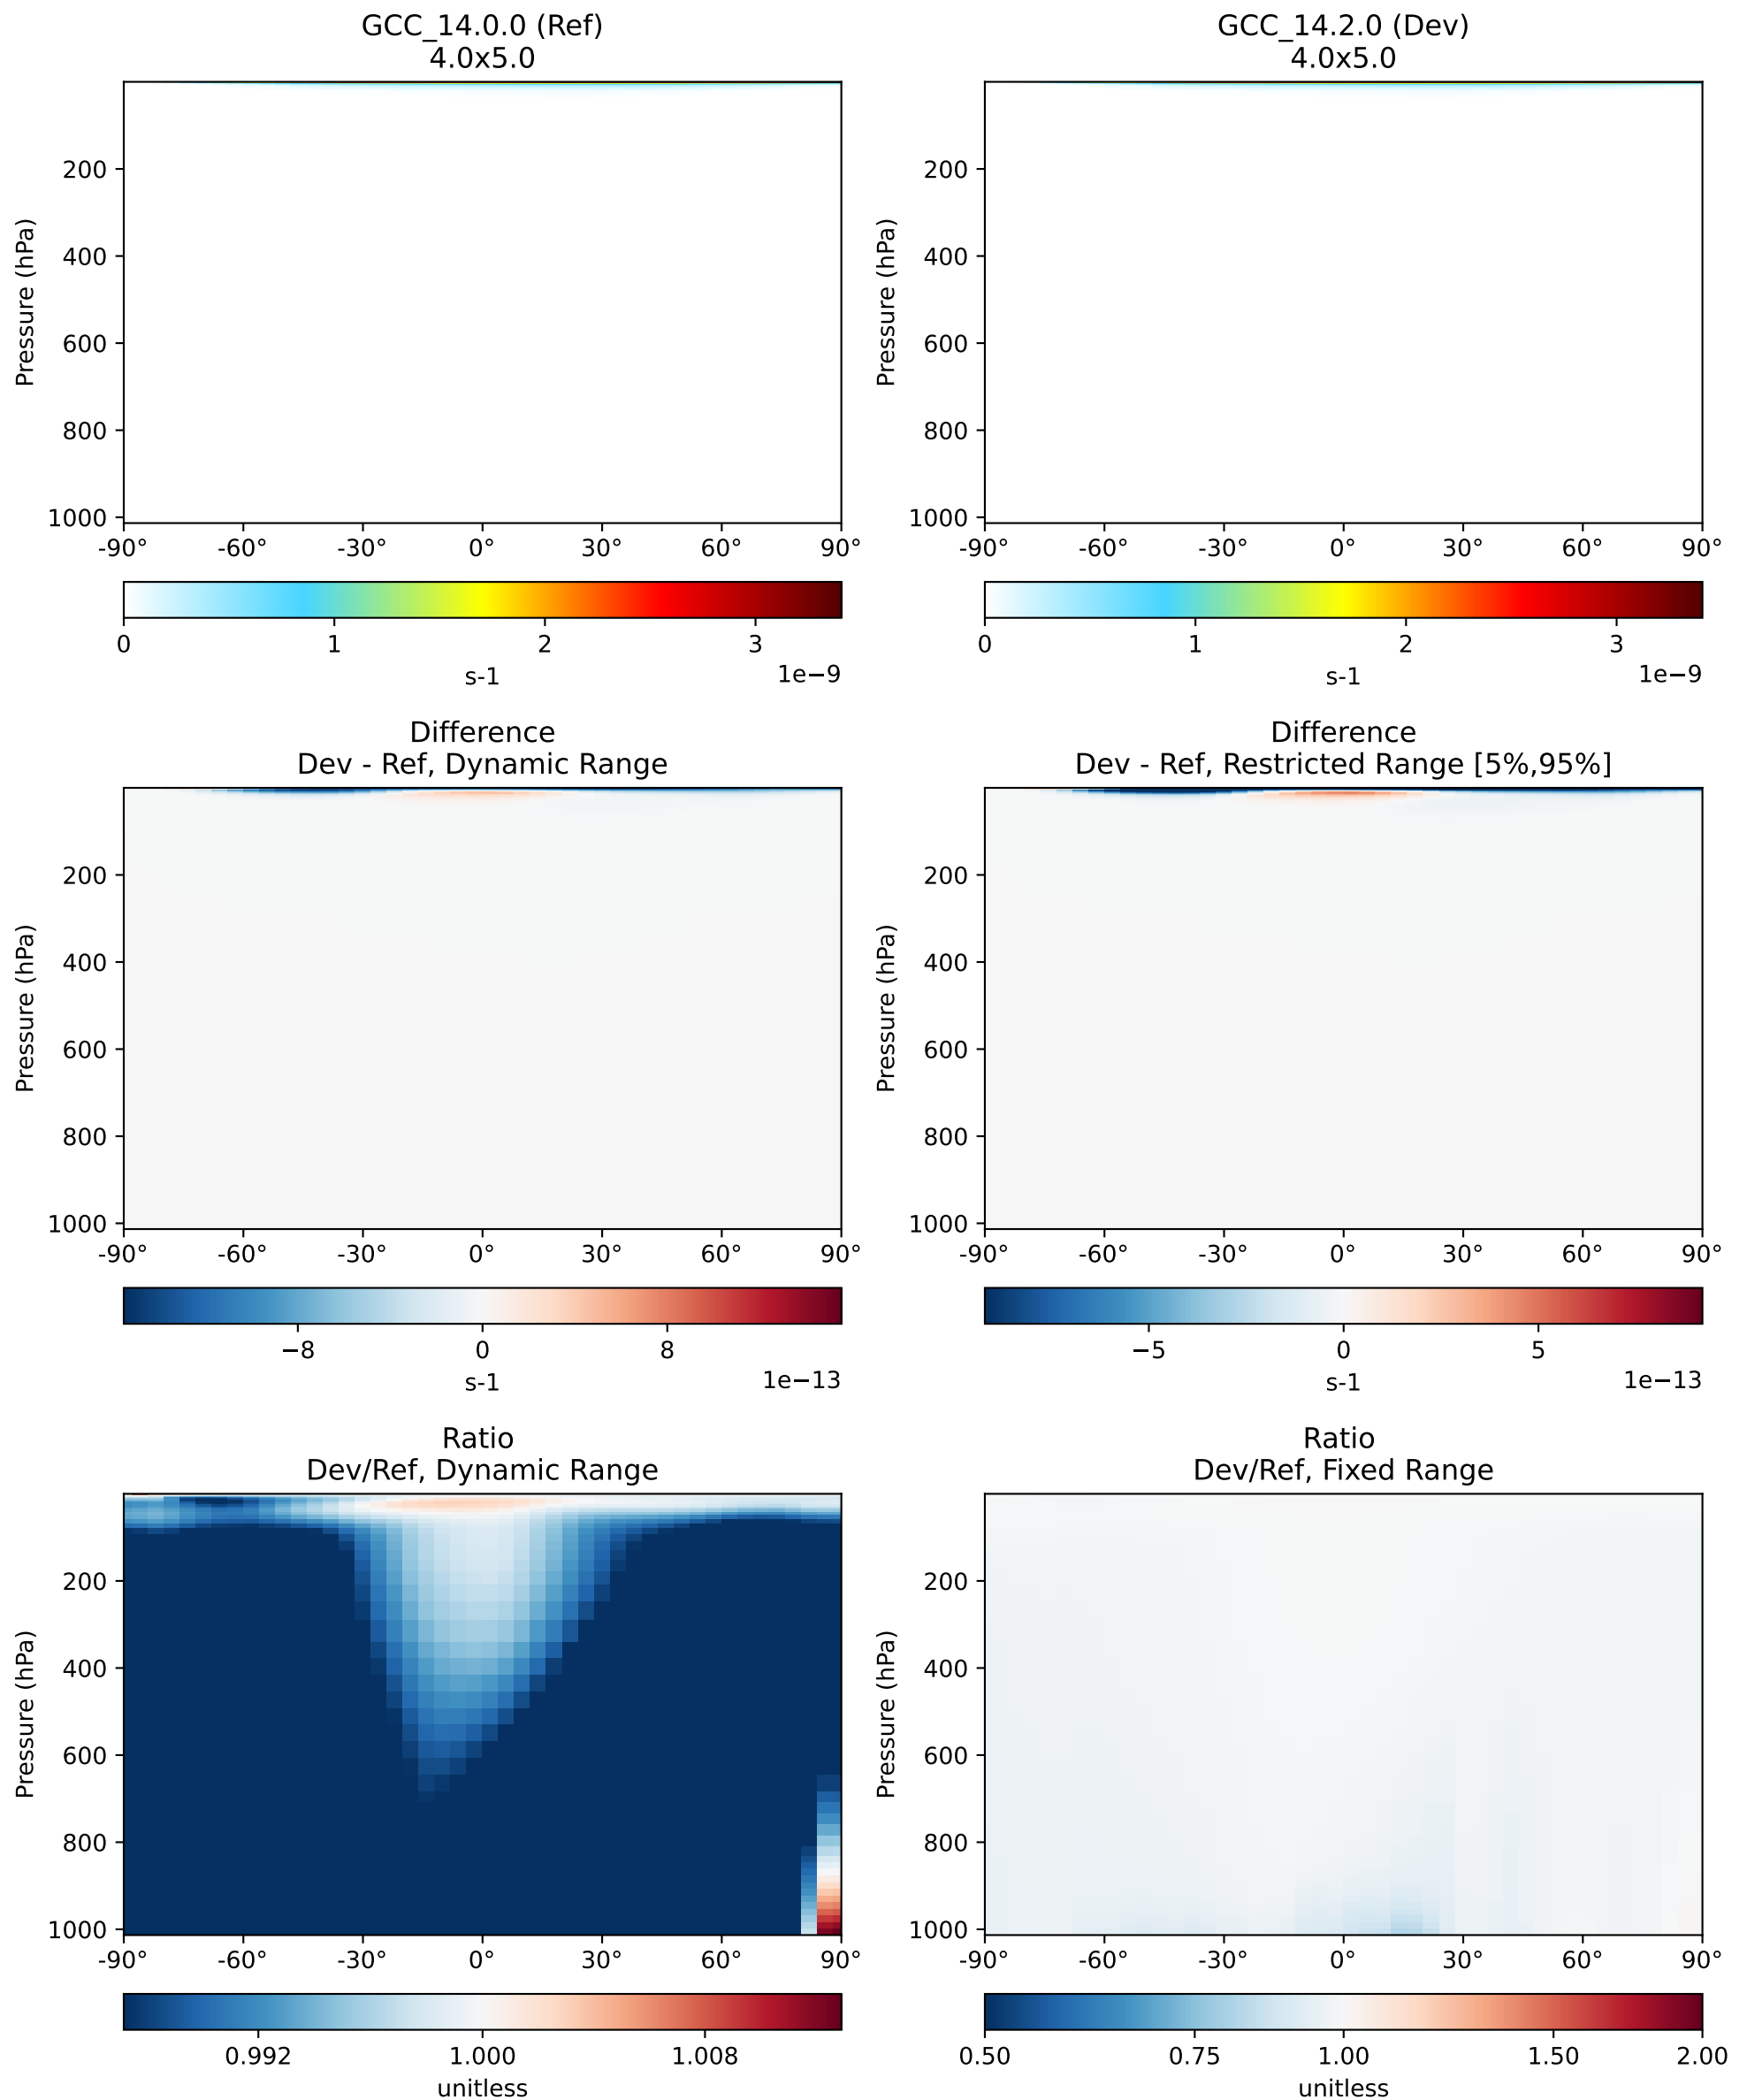 GCC_14.0.0 (Ref)
4.0x5.0
Pressure (hPa)
200
400
600
800
1000
-90° -60° -30° 0° 30° 60° 90°
0 1 2 3
s-1
1e−9
GCC_14.2.0 (Dev)
4.0x5.0
Pressure (hPa)
200
400
600
800
1000
-90° -60° -30° 0° 30° 60° 90°
0 1 2 3
s-1
1e−9
Difference
Dev - Ref, Dynamic Range
Pressure (hPa)
200
400
600
800
1000
-90° -60° -30° 0° 30° 60° 90°
−8 0 8
s-1
1e−13
Difference
Dev - Ref, Restricted Range [5%,95%]
Pressure (hPa)
200
400
600
800
1000
-90° -60° -30° 0° 30° 60° 90°
−5 0 5
s-1
1e−13
Ratio
Dev/Ref, Dynamic Range
Pressure (hPa)
200
400
600
800
1000
-90° -60° -30° 0° 30° 60° 90°
0.992 1.000 1.008
unitless
Ratio
Dev/Ref, Fixed Range
Pressure (hPa)
200
400
600
800
1000
-90° -60° -30° 0° 30° 60° 90°
0.50 0.75 1.00 1.50 2.00
unitless